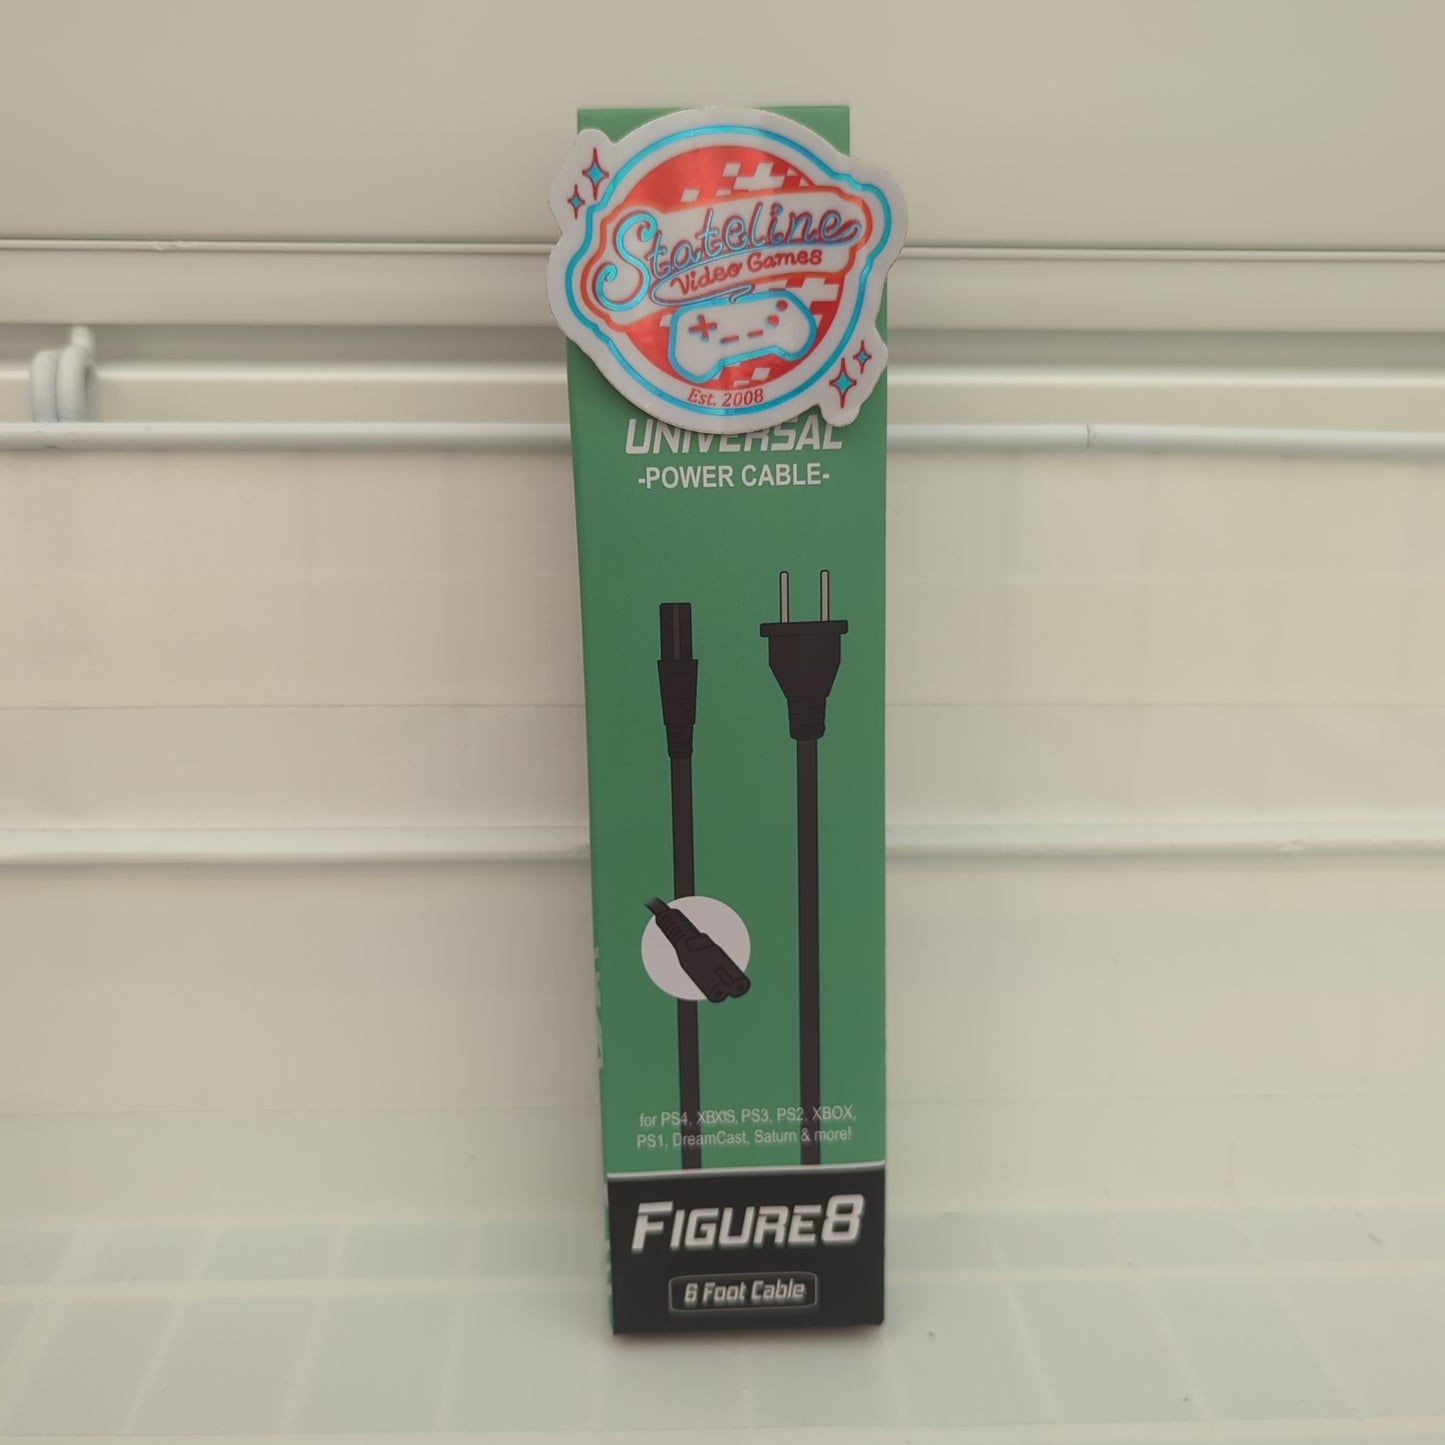 Stateline
Video Games
Est. 2008
UNIVERSAL
-POWER CABLE-
for PS4, XBX1S, PS3, PS2, XBOX,
PS1, DreamCast, Saturn & more!
FIGURE8
6 Foot Cable